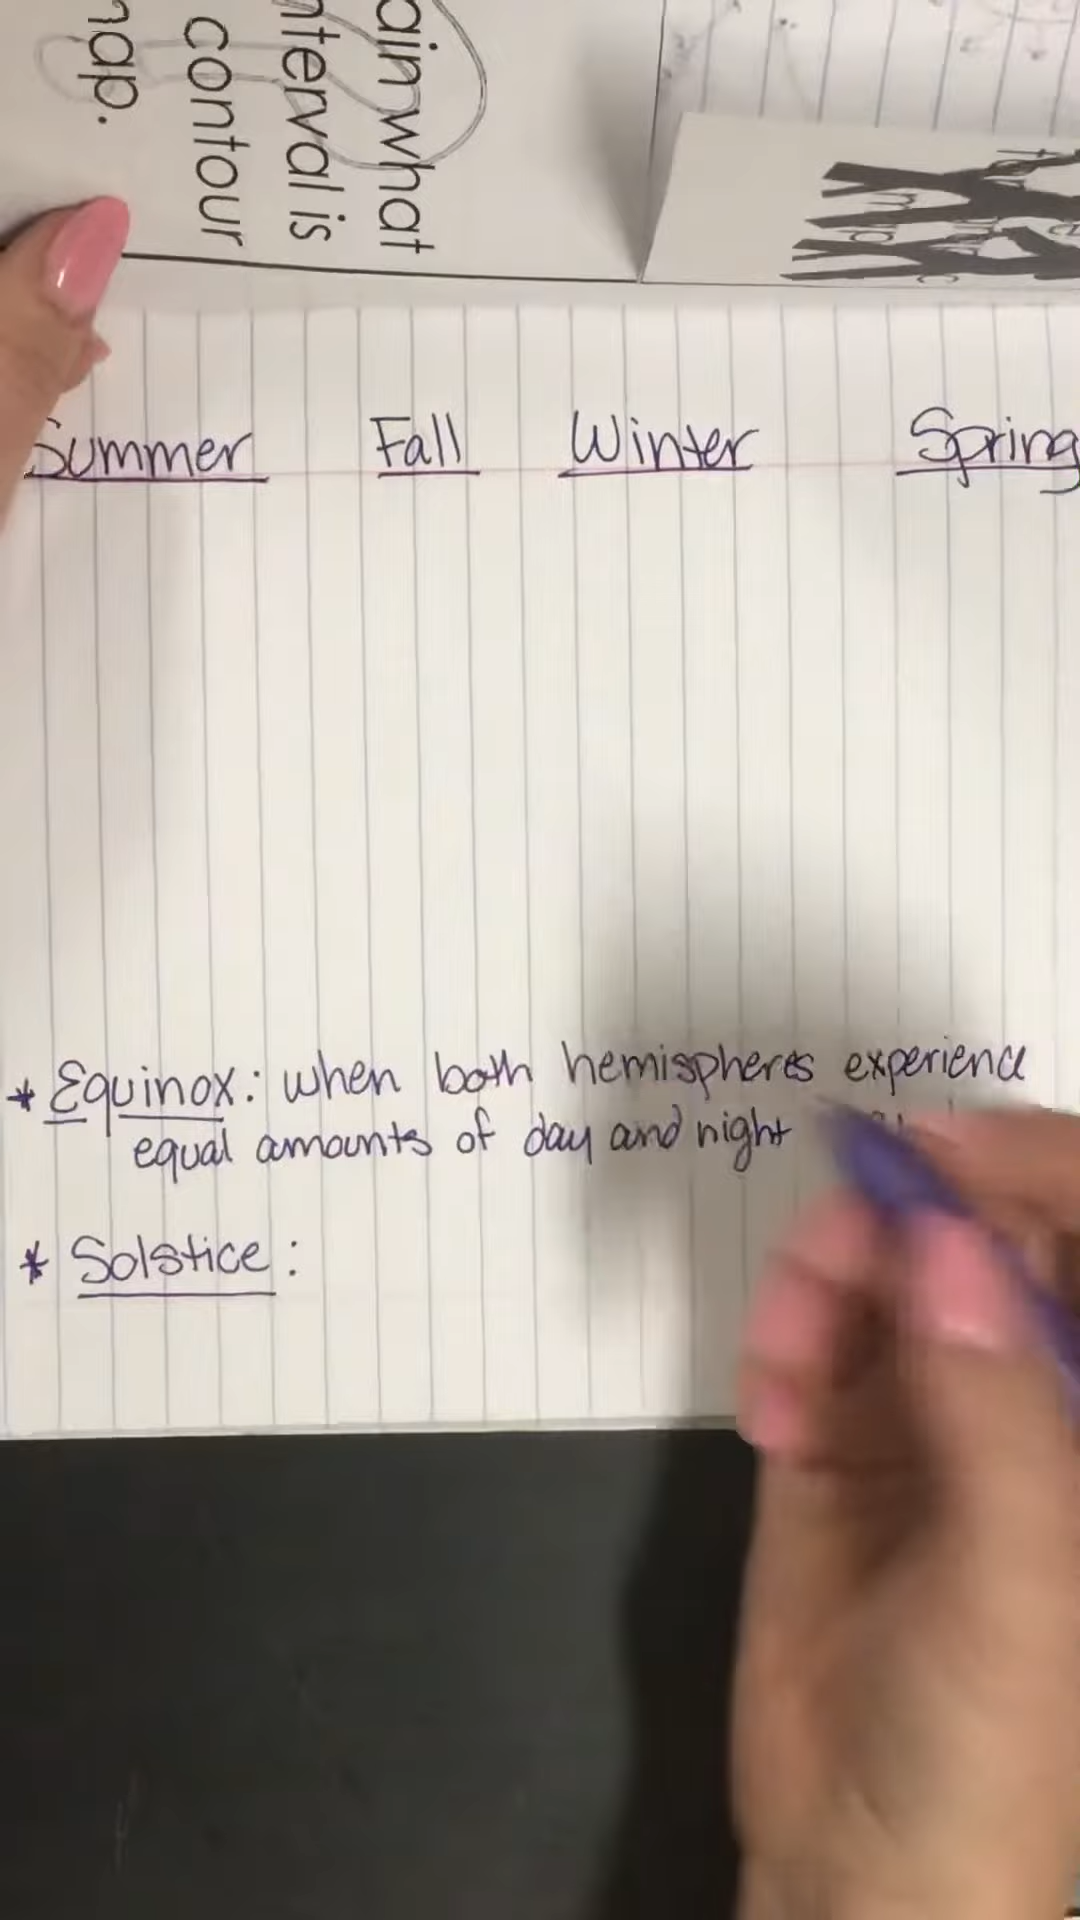 ain what
nterval is
contour
map.
Summer Fall Winter Spring
* Equinox: when both hemispheres experience
equal amounts of day and night
* Solstice: